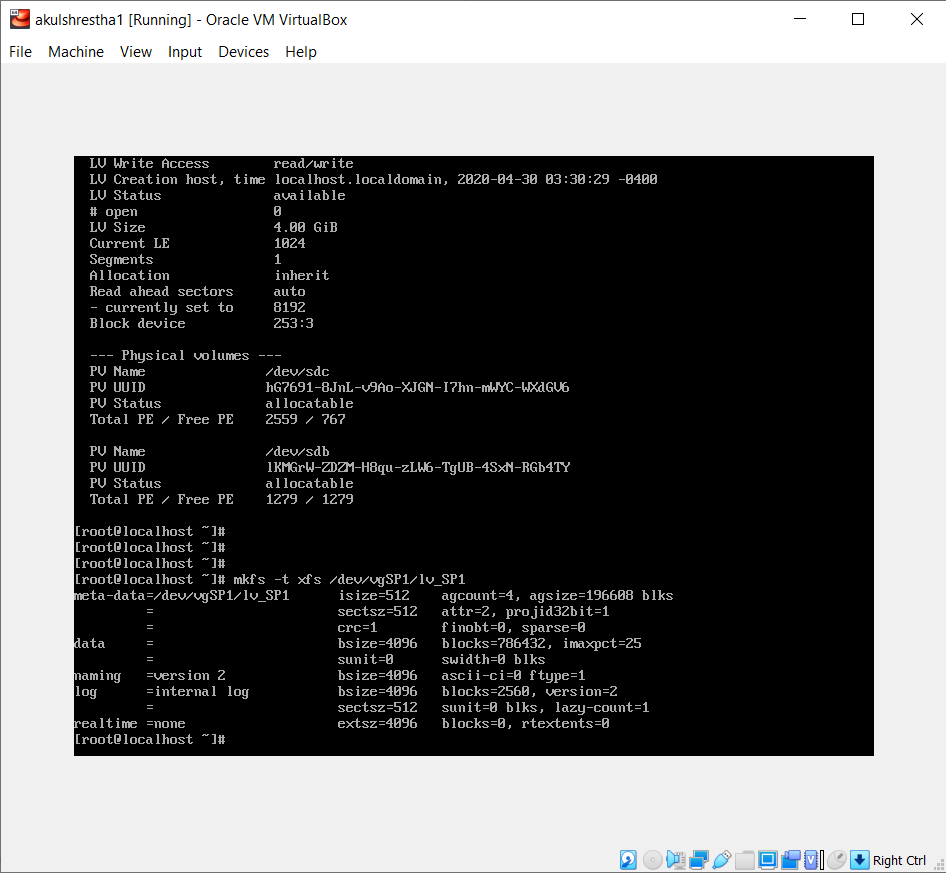 akulshrestha1 [Running] - Oracle VM VirtualBox
File Machine View Input Devices Help
LV Write Access read/write
LV Creation host, time localhost.localdomain, 2020-04-30 03:30:29 -0400
LV Status available
# open 0
LV Size 4.00 GiB
Current LE 1024
Segments 1
Allocation inherit
Read ahead sectors auto
- currently set to 8192
Block device 253:3
--- Physical volumes ---
PV Name /dev/sdc
PV UUID hG7691-8JnL-v9Ao-XJGN-I7hn-mWYC-WXdGV6
PV Status allocatable
Total PE / Free PE 2559 / 767
PV Name /dev/sdb
PV UUID lKMGrW-ZDZM-H8qu-zLW6-TgUB-4SxN-RGb4TY
PV Status allocatable
Total PE / Free PE 1279 / 1279
[root@localhost ~]#
[root@localhost ~]#
[root@localhost ~]#
[root@localhost ~]# mkfs -t xfs /dev/vgSP1/lv_SP1
meta-data=/dev/vgSP1/lv_SP1 isize=512 agcount=4, agsize=196608 blks
= sectsz=512 attr=2, projid32bit=1
= crc=1 finobt=0, sparse=0
data = bsize=4096 blocks=786432, imaxpct=25
= sunit=0 swidth=0 blks
naming =version 2 bsize=4096 ascii-ci=0 ftype=1
log =internal log bsize=4096 blocks=2560, version=2
= sectsz=512 sunit=0 blks, lazy-count=1
realtime =none extsz=4096 blocks=0, rtextents=0
[root@localhost ~]#
Right Ctrl